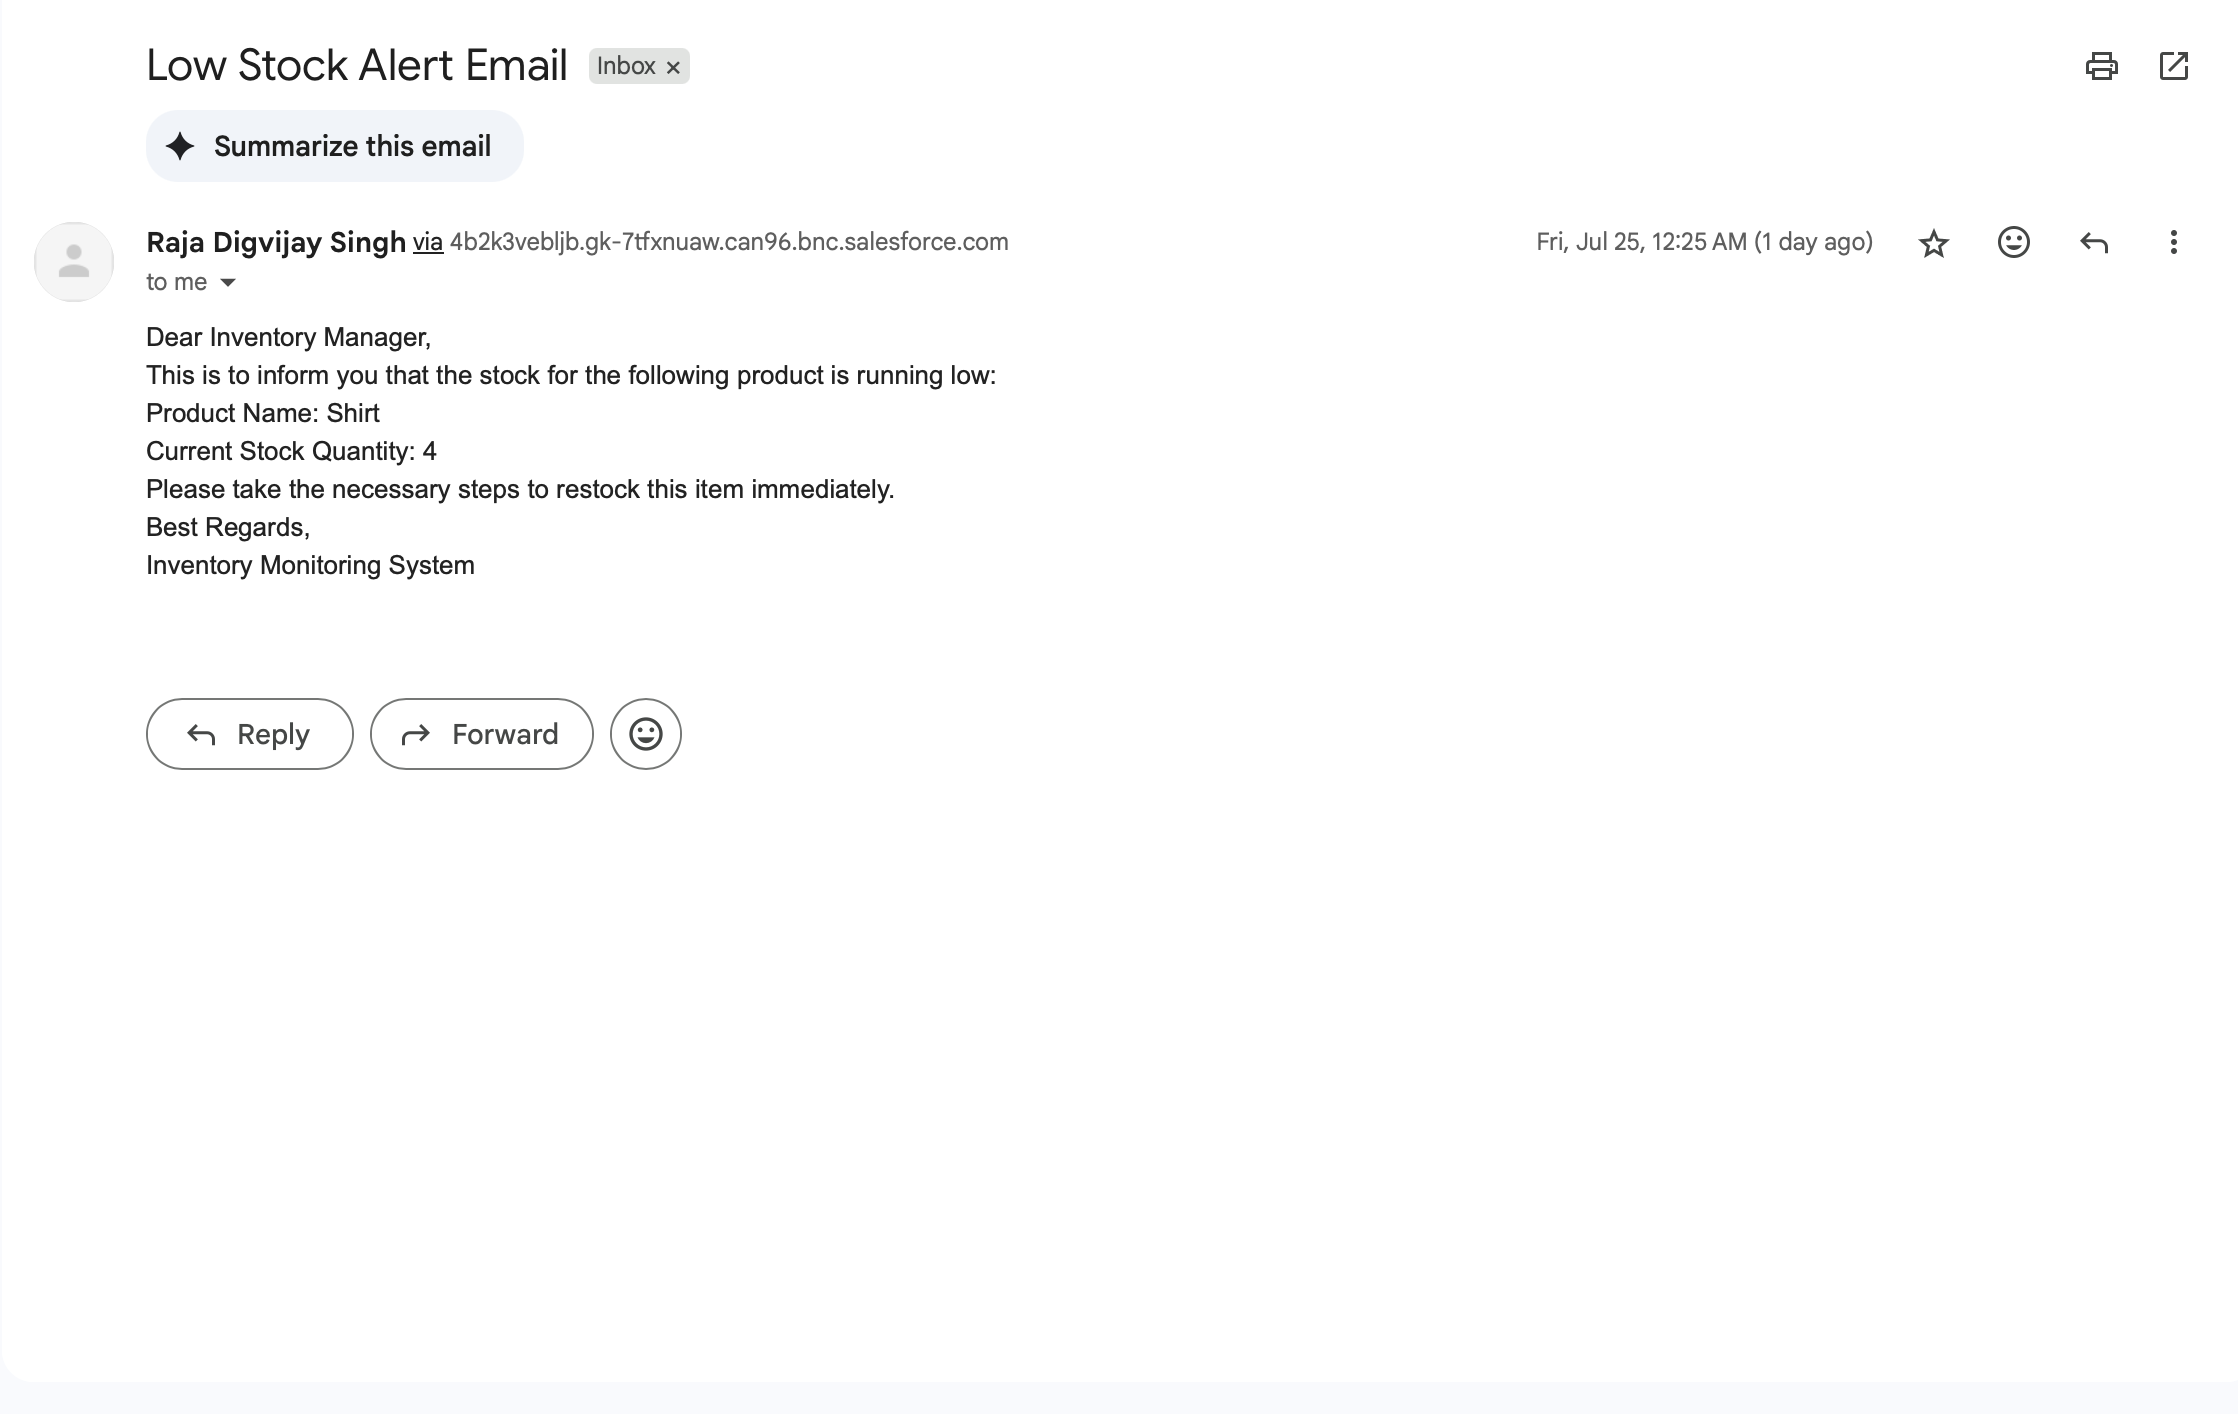 Low Stock Alert Email Inbox ×
Summarize this email
Raja Digvijay Singh via 4b2k3vebljb.gk-7tfxnuaw.can96.bnc.salesforce.com Fri, Jul 25, 12:25 AM (1 day ago)
to me
Dear Inventory Manager,
This is to inform you that the stock for the following product is running low:
Product Name: Shirt
Current Stock Quantity: 4
Please take the necessary steps to restock this item immediately.
Best Regards,
Inventory Monitoring System
Reply Forward